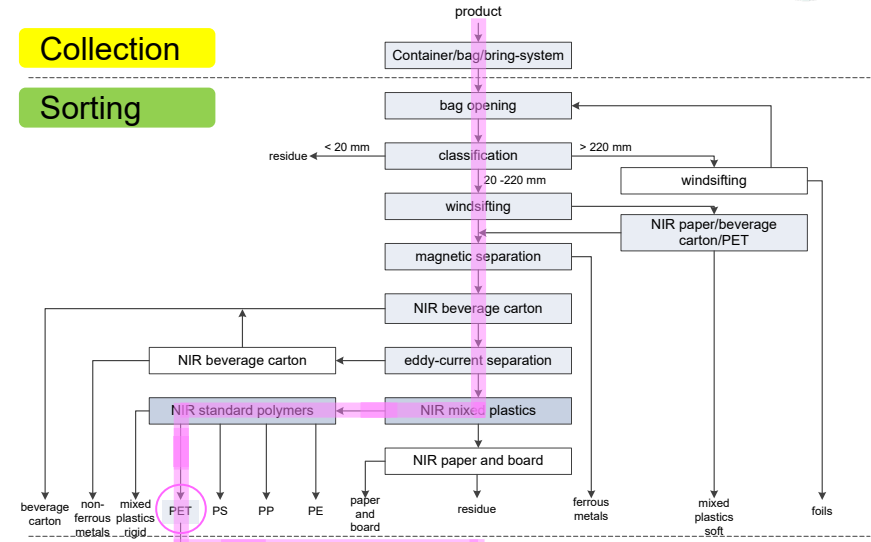 product
Collection
Container/bag/bring-system
Sorting
bag opening
< 20 mm
classification
> 220 mm
residue
20 -220 mm
windsifting
windsifting
NIR paper/beverage
carton/PET
magnetic separation
NIR beverage carton
NIR beverage carton
eddy-current separation
NIR standard polymers
NIR mixed plastics
NIR paper and board
beverage
carton
non-
ferrous
metals
mixed
plastics
rigid
PET
PS
PP
PE
paper
and
board
residue
ferrous
metals
mixed
plastics
soft
foils